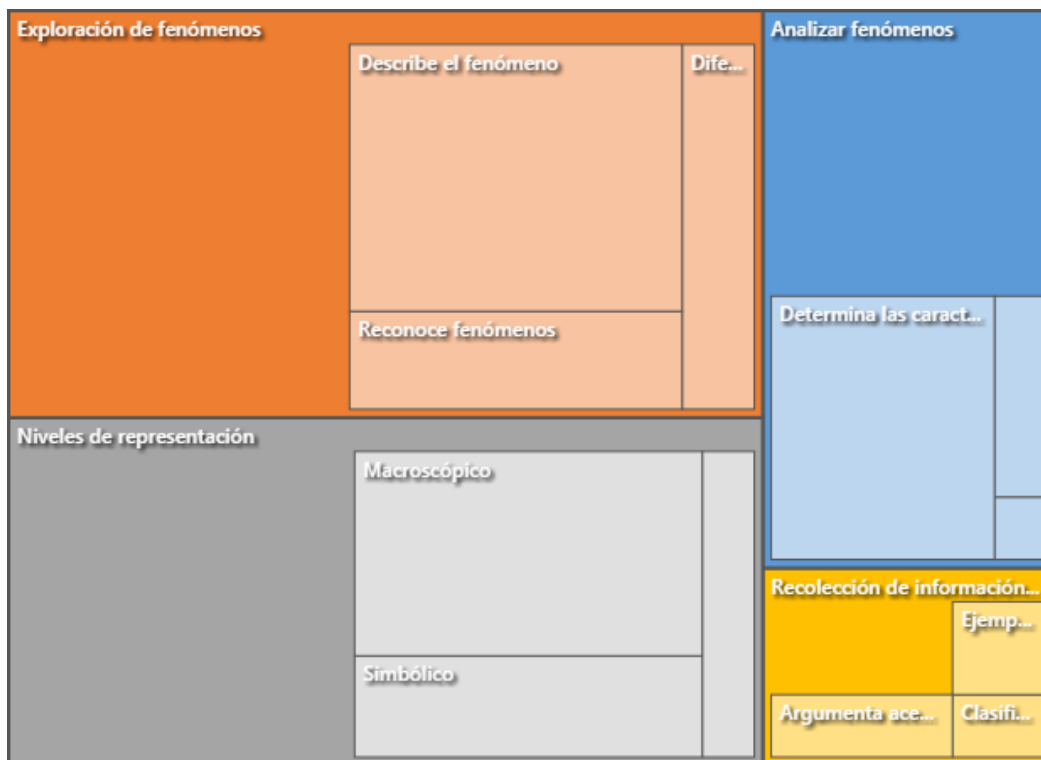 Exploración de fenómenos
Describe el fenómeno
Dife...
Reconoce fenómenos
Niveles de representación
Macroscópico
Simbólico
Analizar fenómenos
Determina las caract...
Recolección de información...
Ejemp...
Argumenta ace...
Clasifi...